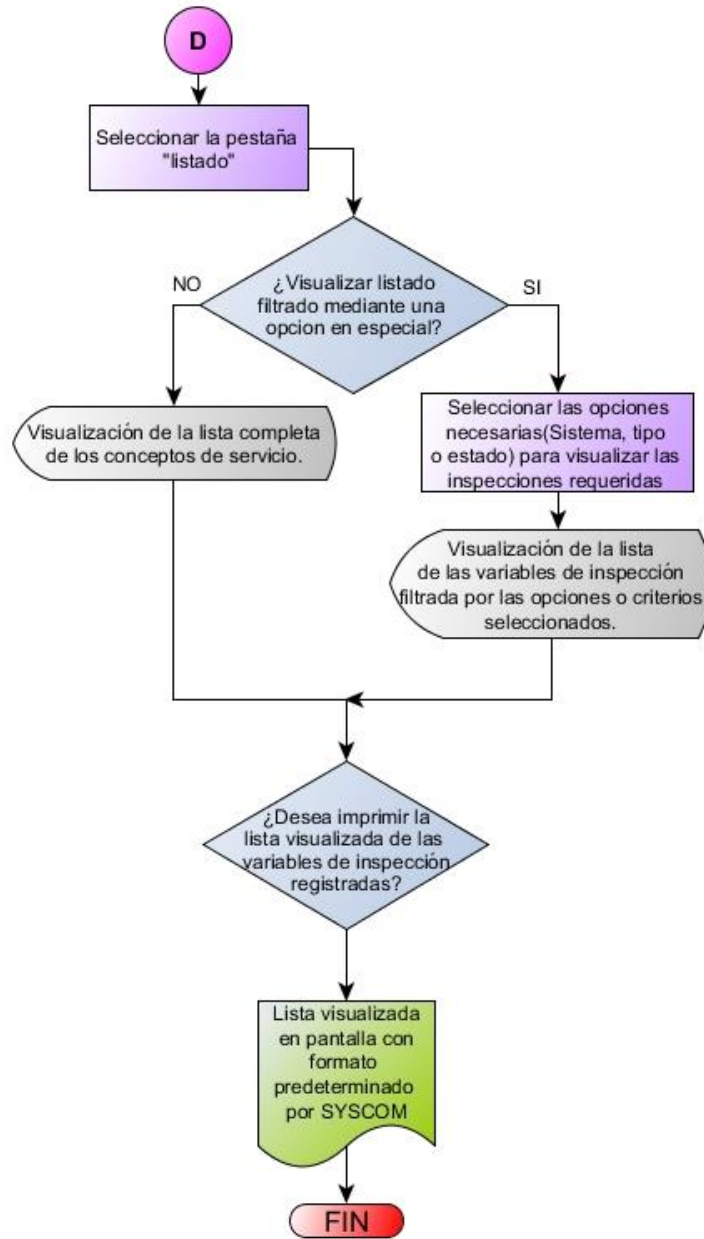 D
Seleccionar la pestaña
"listado"
¿Visualizar listado
filtrado mediante una
opcion en especial?
NO
SI
Visualización de la lista completa
de los conceptos de servicio.
Seleccionar las opciones
necesarias(Sistema, tipo
o estado) para visualizar las
inspecciones requeridas
Visualización de la lista
de las variables de inspección
filtrada por las opciones o criterios
seleccionados.
¿Desea imprimir la
lista visualizada de las
variables de inspección
registradas?
Lista visualizada
en pantalla con
formato
predeterminado
por SYSCOM
FIN